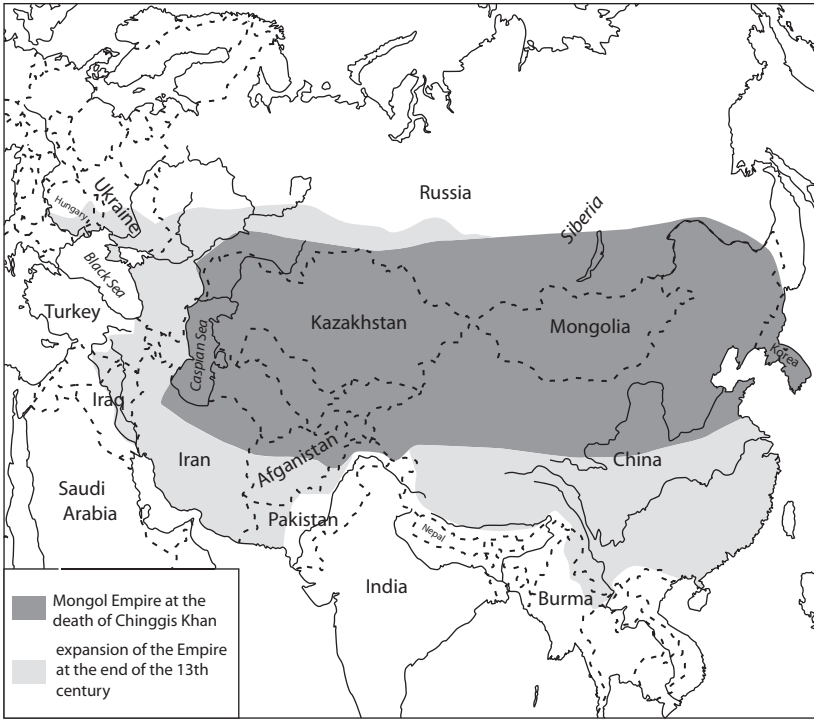 Russia
Siberia
Ukraine
Hungary
Black Sea
Turkey
Caspian Sea
Kazakhstan
Mongolia
Korea
Iraq
Iran
Afganistan
China
Saudi
Arabia
Pakistan
Nepal
India
Burma
Mongol Empire at the
death of Chinggis Khan
expansion of the Empire
at the end of the 13th
century